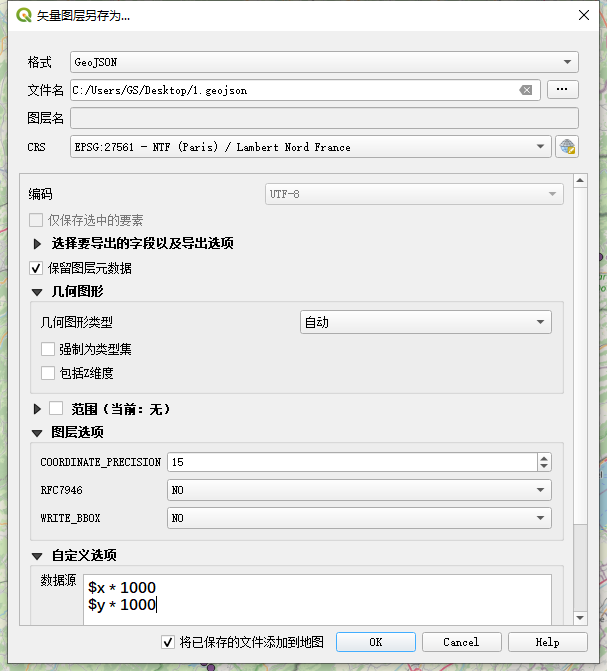 矢量图层另存为...
格式 GeoJSON
文件名 C:/Users/GS/Desktop/1.geojson ...
图层名
CRS EPSG:27561 - NTF (Paris) / Lambert Nord France
编码 UTF-8
仅保存选中的要素
选择要导出的字段以及导出选项
保留图层元数据
几何图形
几何图形类型 自动
强制为类型集
包括Z维度
范围（当前：无）
图层选项
COORDINATE_PRECISION 15
RFC7946 NO
WRITE_BBOX NO
自定义选项
数据源 $x * 1000
$y * 1000
将已保存的文件添加到地图 OK Cancel Help